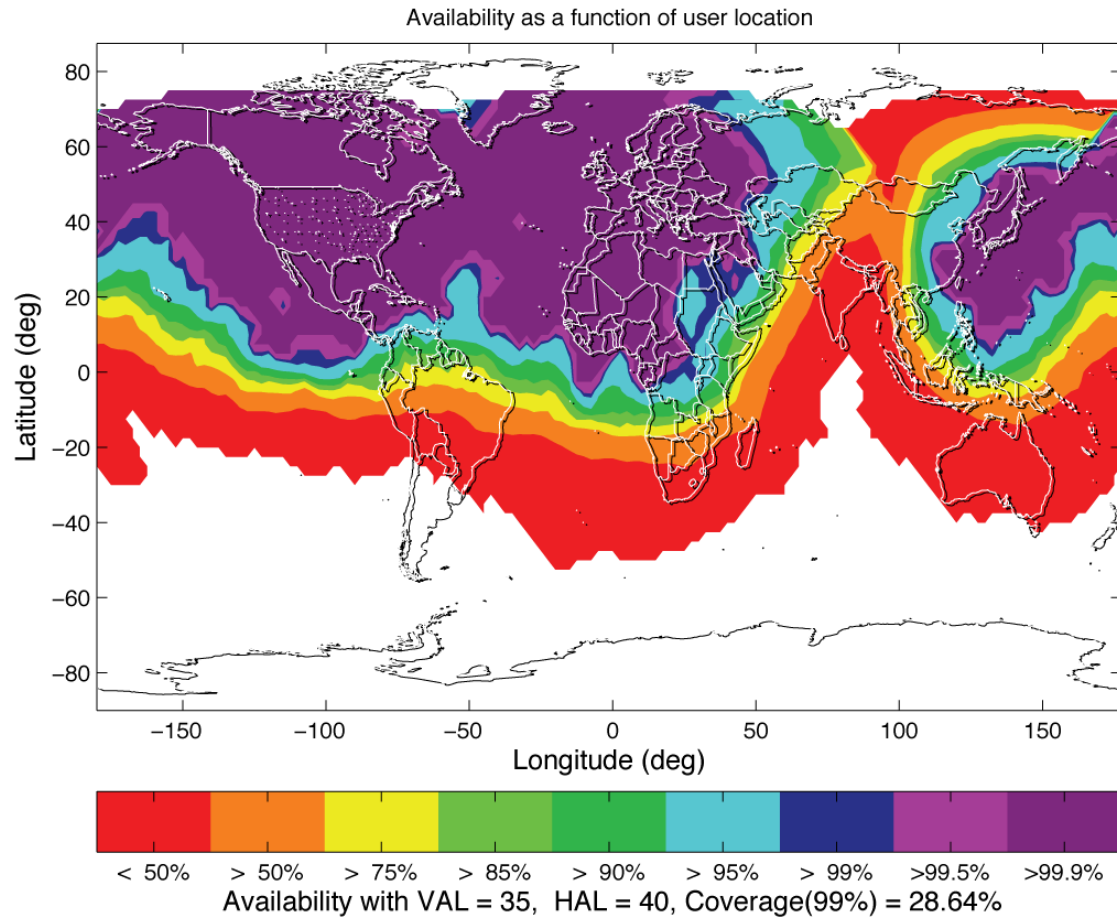 Availability as a function of user location
80
60
40
20
0
−20
−40
−60
−80
Latitude (deg)
−150 −100 −50 0 50 100 150
Longitude (deg)
< 50% > 50% > 75% > 85% > 90% > 95% > 99% >99.5% >99.9%
Availability with VAL = 35, HAL = 40, Coverage(99%) = 28.64%